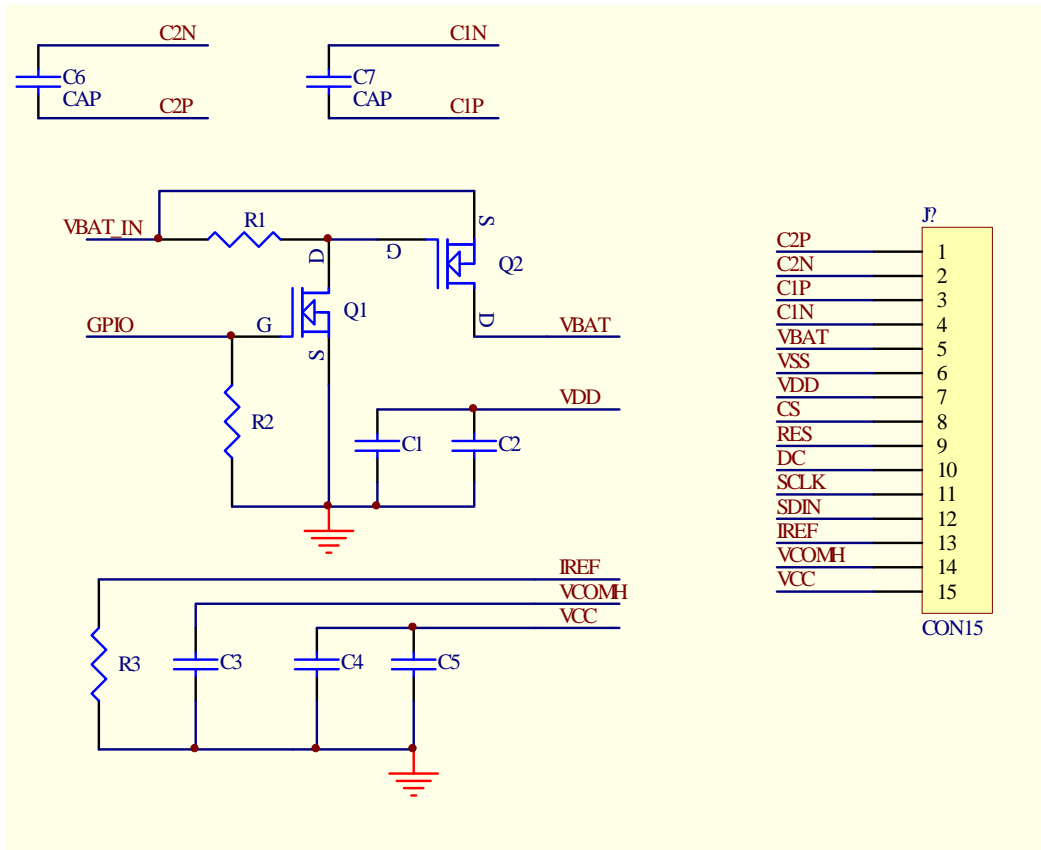 C2N
C6
CAP
C2P
C1N
C7
CAP
C1P
VBAT_IN
R1
D
G
S
Q2
D
VBAT
GPIO
G
Q1
S
R2
VDD
C1
C2
IREF
VCOMH
VCC
R3
C3
C4
C5
J?
C2P 1
C2N 2
C1P 3
C1N 4
VBAT 5
VSS 6
VDD 7
CS 8
RES 9
DC 10
SCLK 11
SDIN 12
IREF 13
VCOMH 14
VCC 15
CON15